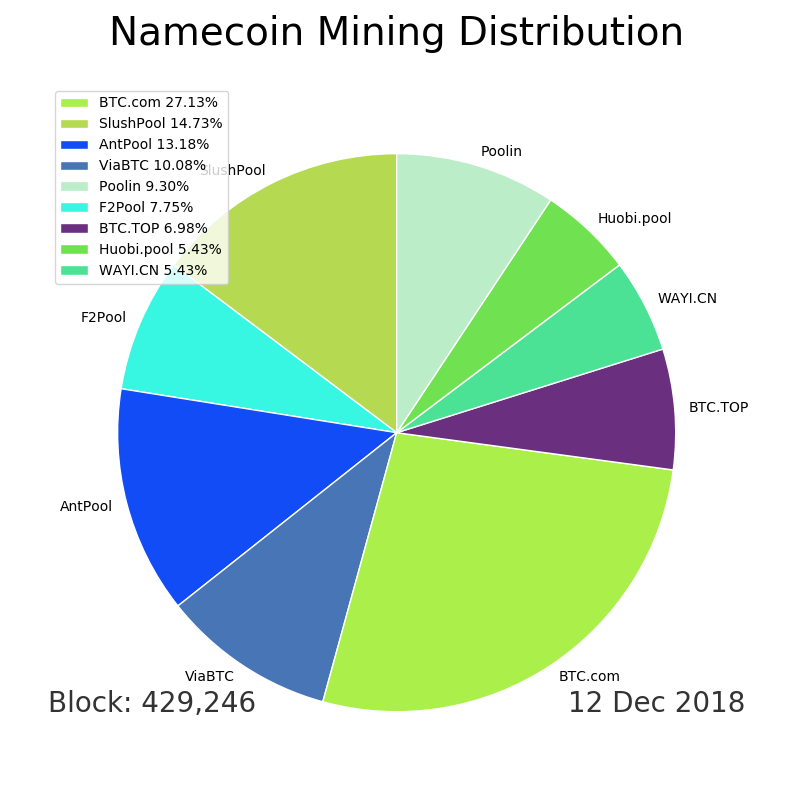 Namecoin Mining Distribution
BTC.com 27.13%
SlushPool 14.73%
AntPool 13.18%
ViaBTC 10.08%
Poolin 9.30%
F2Pool 7.75%
BTC.TOP 6.98%
Huobi.pool 5.43%
WAYI.CN 5.43%
Poolin
SlushPool
Huobi.pool
WAYI.CN
F2Pool
BTC.TOP
AntPool
ViaBTC
BTC.com
Block: 429,246
12 Dec 2018